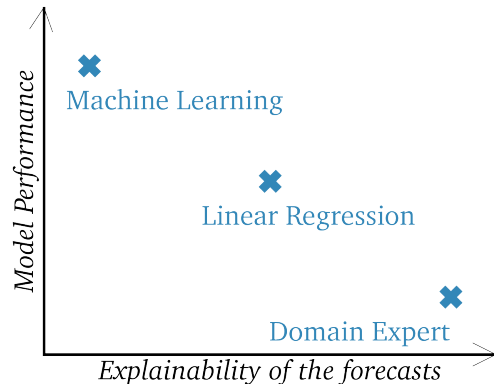 Model Performance
Machine Learning
Linear Regression
Domain Expert
Explainability of the forecasts